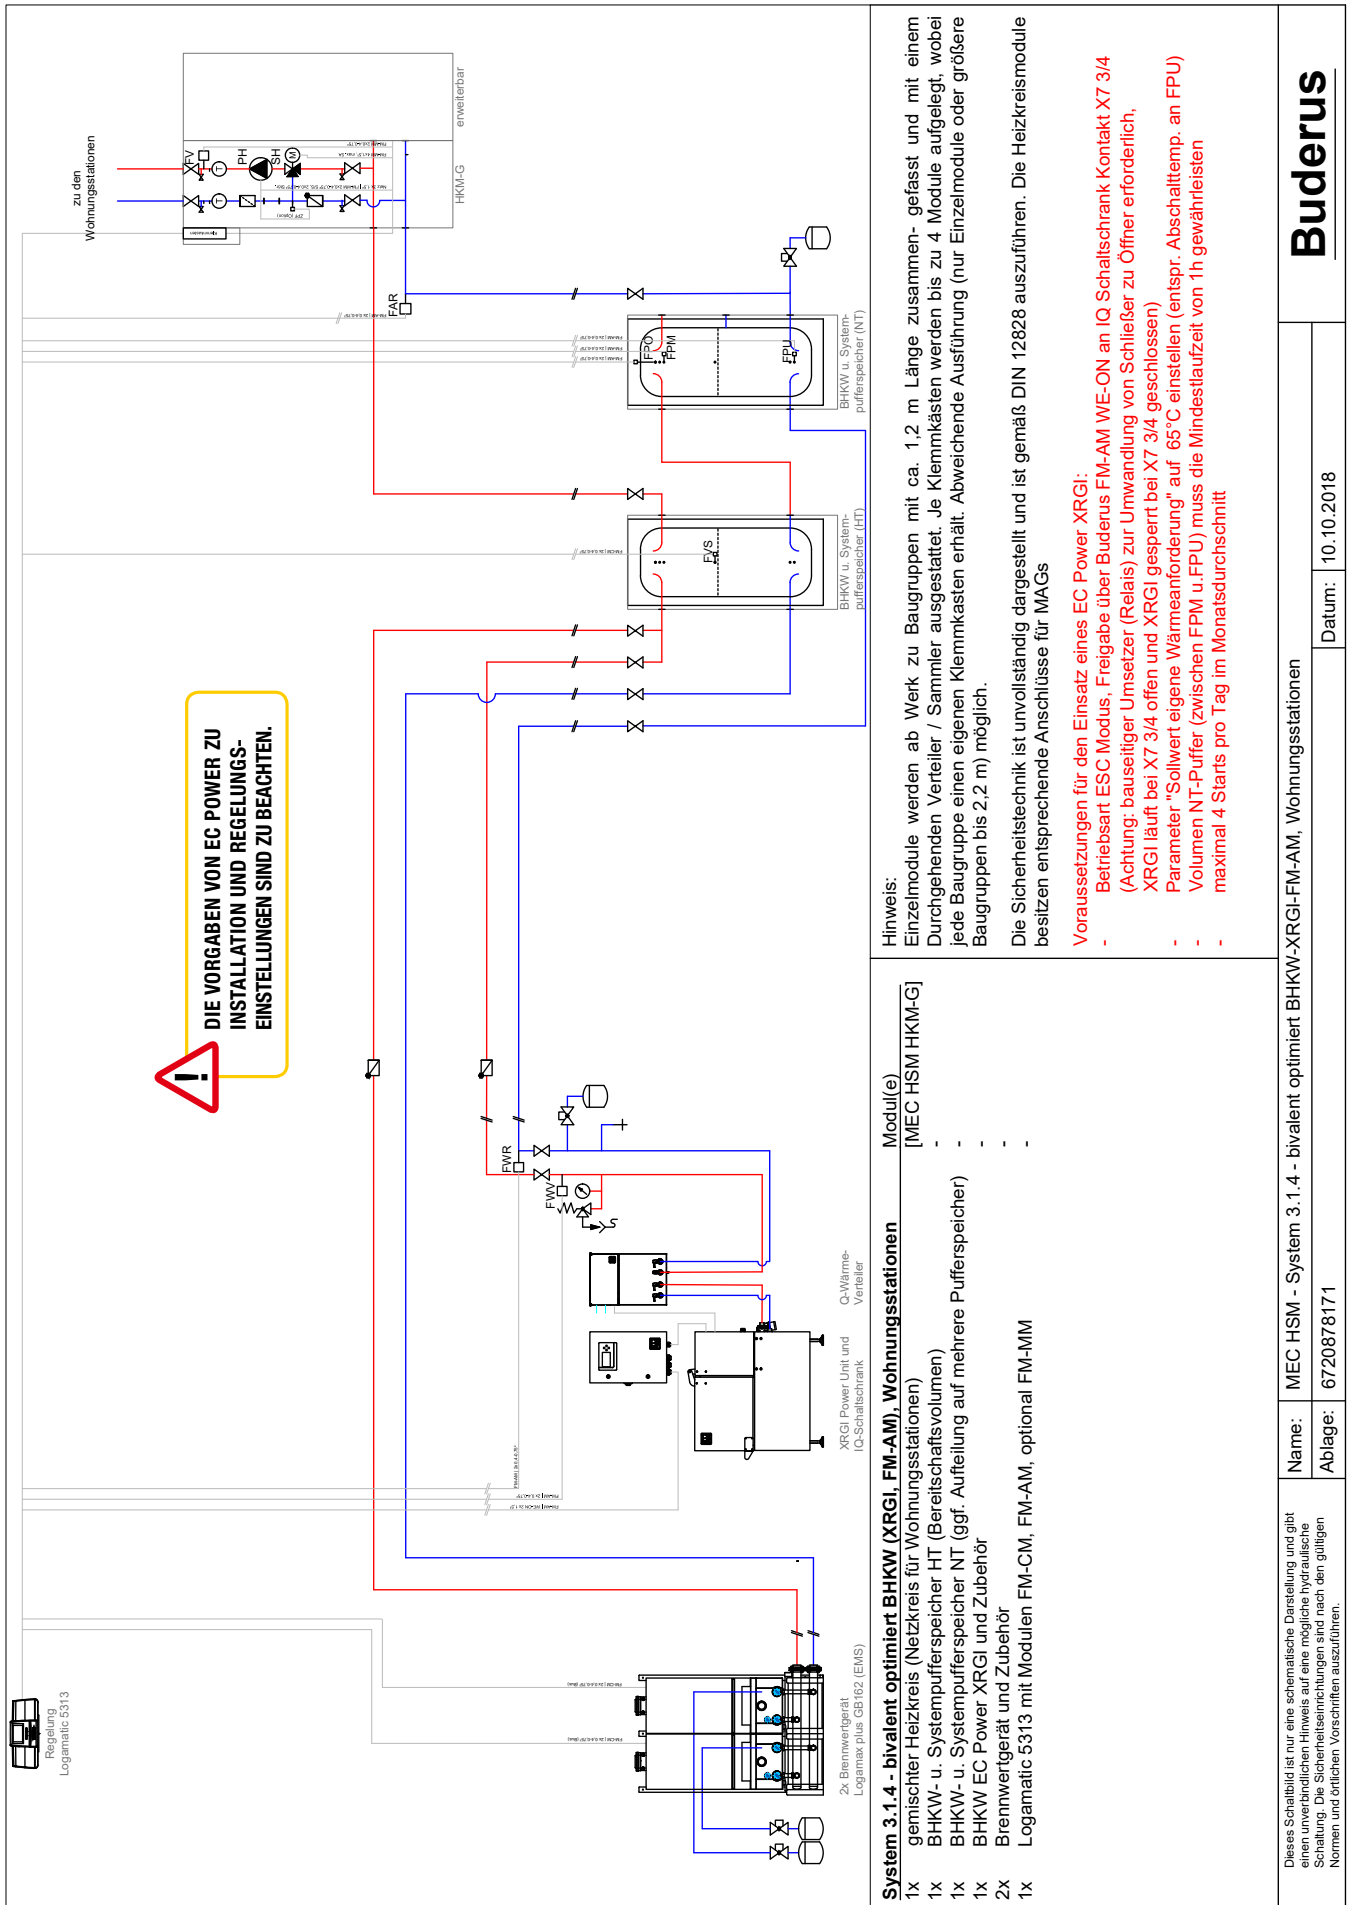 Regelung
Logamatic 5313
DIE VORGABEN VON EC POWER ZU
INSTALLATION UND REGELUNGS-
EINSTELLUNGEN SIND ZU BEACHTEN.
zu den
Wohnungsstationen
FV
PH
SH
M
T
T
HKM-G
erweiterbar
FAR
FWR
FWV
FVS
FPO
FPM
FPU
2x Brennwertgerät
Logamax plus GB162 (EMS)
XRGI Power Unit und
IQ-Schaltschrank
Q-Wärme-
Verteiler
BHKW u. System-
pufferspeicher (HT)
BHKW u. System-
pufferspeicher (NT)
System 3.1.4 - bivalent optimiert BHKW (XRGI, FM-AM), Wohnungsstationen Modul(e)
1x gemischter Heizkreis (Netzkreis für Wohnungsstationen) [MEC HSM HKM-G]
1x BHKW- u. Systempufferspeicher HT (Bereitschaftsvolumen) -
1x BHKW- u. Systempufferspeicher NT (ggf. Aufteilung auf mehrere Pufferspeicher) -
1x BHKW EC Power XRGI und Zubehör -
2x Brennwertgerät und Zubehör -
1x Logamatic 5313 mit Modulen FM-CM, FM-AM, optional FM-MM -
Hinweis:
Einzelmodule werden ab Werk zu Baugruppen mit ca. 1,2 m Länge zusammen- gefasst und mit einem
Durchgehenden Verteiler / Sammler ausgestattet. Je Klemmkästen werden bis zu 4 Module aufgelegt, wobei
jede Baugruppe einen eigenen Klemmkasten erhält. Abweichende Ausführung (nur Einzelmodule oder größere
Baugruppen bis 2,2 m) möglich.
Die Sicherheitstechnik ist unvollständig dargestellt und ist gemäß DIN 12828 auszuführen. Die Heizkreismodule
besitzen entsprechende Anschlüsse für MAGs
Voraussetzungen für den Einsatz eines EC Power XRGI:
- Betriebsart ESC Modus, Freigabe über Buderus FM-AM WE-ON an IQ Schaltschrank Kontakt X7 3/4
(Achtung: bauseitiger Umsetzer (Relais) zur Umwandlung von Schließer zu Öffner erforderlich,
XRGI läuft bei X7 3/4 offen und XRGI gesperrt bei X7 3/4 geschlossen)
- Parameter "Sollwert eigene Wärmeanforderung" auf 65°C einstellen (entspr. Abschalttemp. an FPU)
- Volumen NT-Puffer (zwischen FPM u.FPU) muss die Mindestlaufzeit von 1h gewährleisten
- maximal 4 Starts pro Tag im Monatsdurchschnitt
Dieses Schaltbild ist nur eine schematische Darstellung und gibt
einen unverbindlichen Hinweis auf eine mögliche hydraulische
Schaltung. Die Sicherheitseinrichtungen sind nach den gültigen
Normen und örtlichen Vorschriften auszuführen.
Name: MEC HSM - System 3.1.4 - bivalent optimiert BHKW-XRGI-FM-AM, Wohnungsstationen
Ablage: 6720878171
Datum: 10.10.2018
Buderus